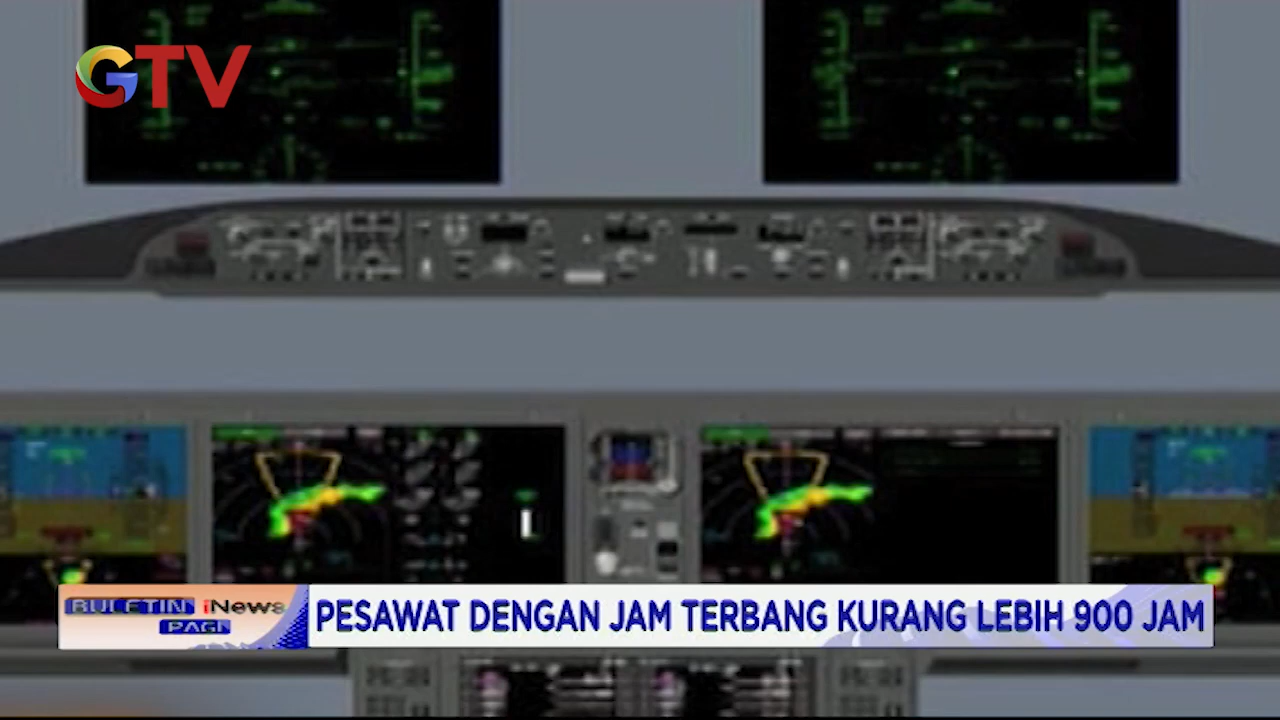 GTV
BULETIN iNews
PAGI
PESAWAT DENGAN JAM TERBANG KURANG LEBIH 900 JAM